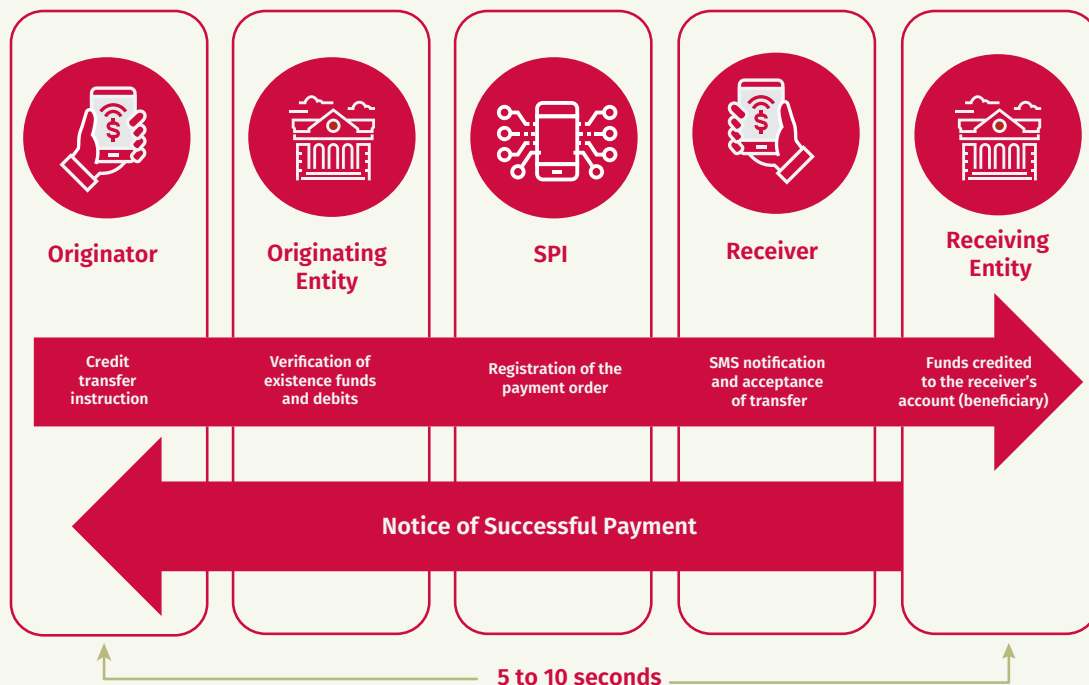 Originator
Originating
Entity
SPI
Receiver
Receiving
Entity
Credit
transfer
instruction
Verification of
existence funds
and debits
Registration of the
payment order
SMS notification
and acceptance
of transfer
Funds credited
to the receiver's
account (beneficiary)
Notice of Successful Payment
5 to 10 seconds